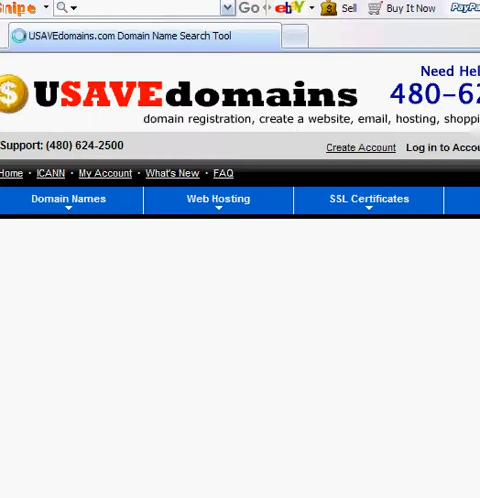 Snipe Go ebY Sell Buy It Now PayPa
USAVEdomains.com Domain Name Search Tool
Need Hel
$ USAVEdomains 480-62
domain registration, create a website, email, hosting, shoppi
Support: (480) 624-2500 Create Account Log in to Accou
Home · ICANN · My Account · What's New · FAQ
Domain Names Web Hosting SSL Certificates